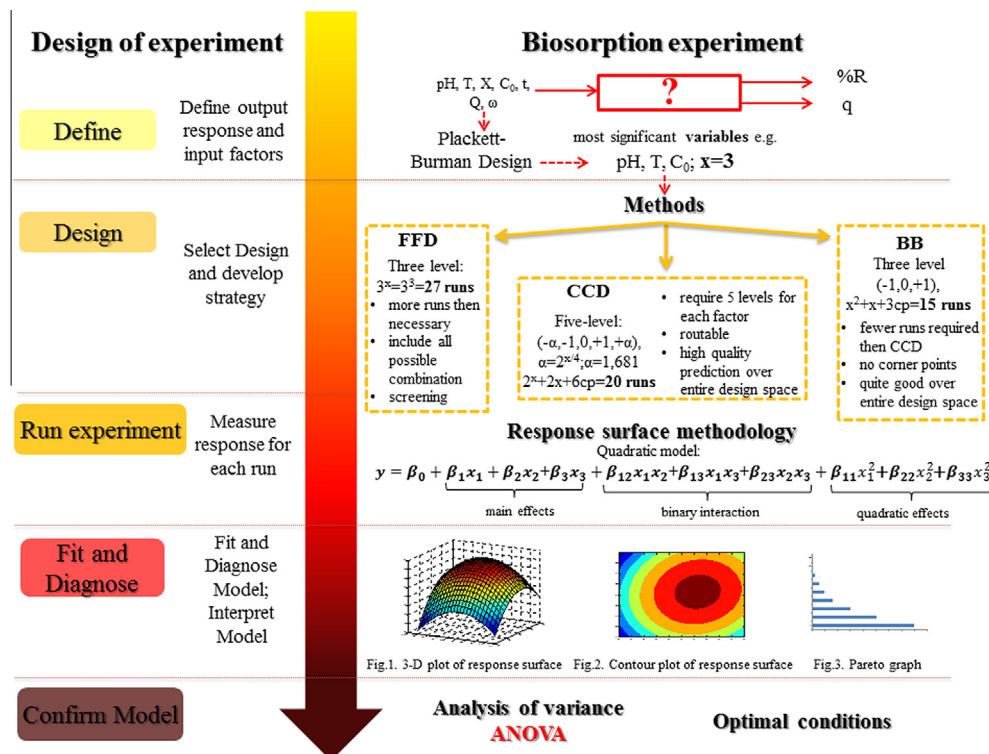 Design of experiment
Biosorption experiment
Define
Define output
response and
input factors
pH, T, X, C₀, t,
Q, ω
?
%R
q
Plackett-
Burman Design
most significant variables e.g.
pH, T, C₀; x=3
Methods
Design
Select Design
and develop
strategy
FFD
Three level:
3ˣ=3³=27 runs
• more runs then
necessary
• include all
possible
combination
• screening
CCD
Five-level:
(-α,-1,0,+1,+α),
α=2^(x/4);α=1,681
2ˣ+2x+6cp=20 runs
• require 5 levels for
each factor
• routable
• high quality
prediction over
entire design space
BB
Three level
(-1,0,+1),
x²+x+3cp=15 runs
• fewer runs required
then CCD
• no corner points
• quite good over
entire design space
Run experiment
Measure
response for
each run
Response surface methodology
Quadratic model:
y = β₀ + β₁x₁ + β₂x₂+β₃x₃ + β₁₂x₁x₂+β₁₃x₁x₃+β₂₃x₂x₃ + β₁₁x₁²+β₂₂x₂²+β₃₃x₃²
main effects
binary interaction
quadratic effects
Fit and
Diagnose
Fit and
Diagnose
Model;
Interpret
Model
Fig.1. 3-D plot of response surface
Fig.2. Contour plot of response surface
Fig.3. Pareto graph
Confirm Model
Analysis of variance
ANOVA
Optimal conditions